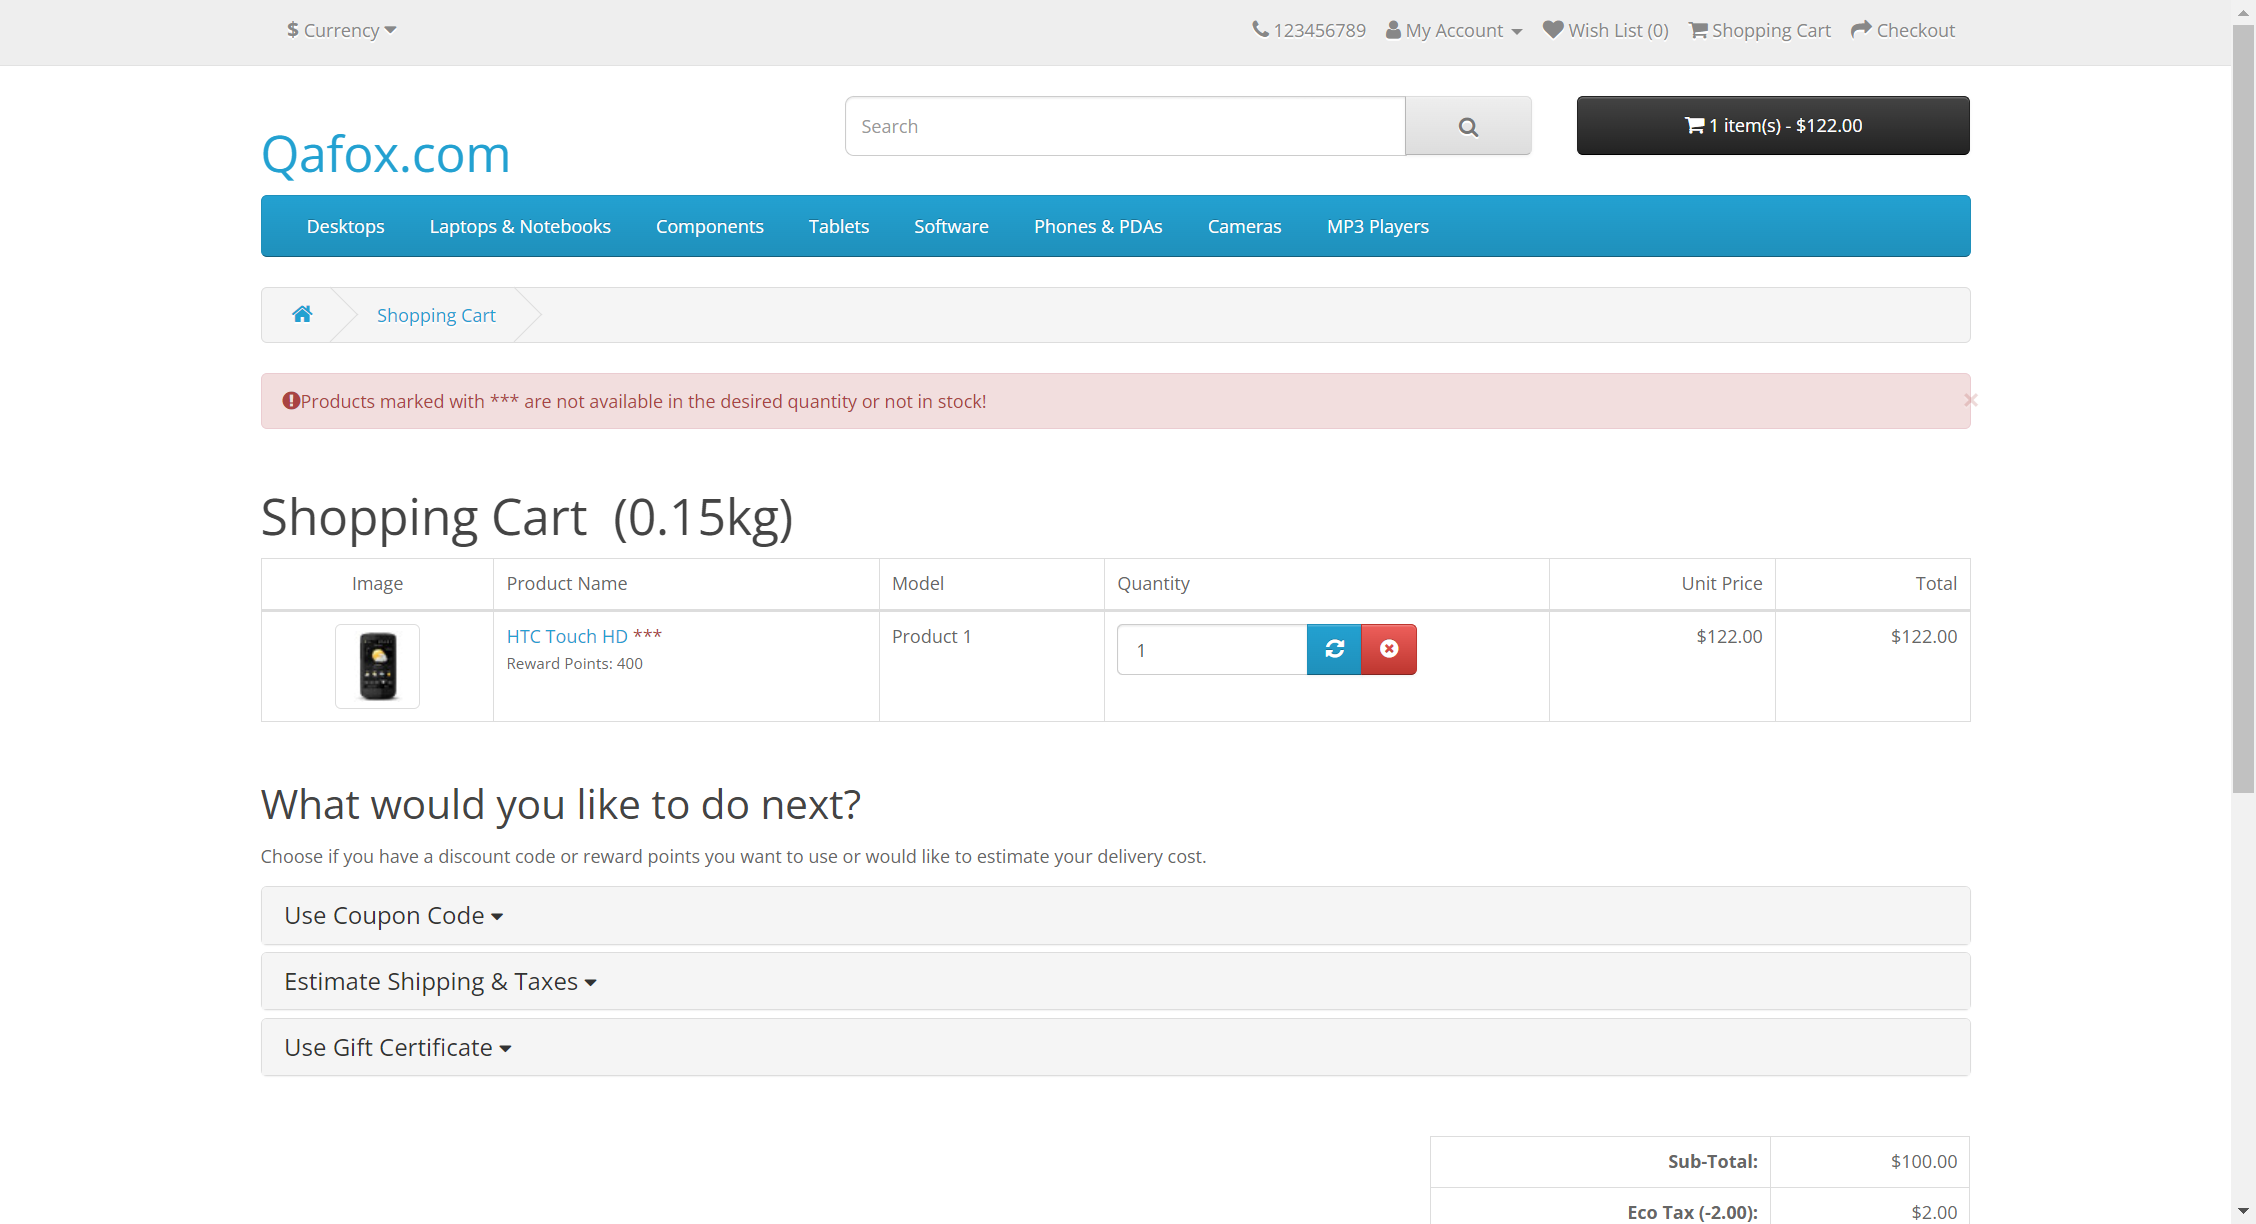 $ Currency
123456789 My Account Wish List (0) Shopping Cart Checkout
Qafox.com
Search
1 item(s) - $122.00
Desktops Laptops & Notebooks Components Tablets Software Phones & PDAs Cameras MP3 Players
Shopping Cart
Products marked with *** are not available in the desired quantity or not in stock!
×
Shopping Cart (0.15kg)
Image Product Name Model Quantity Unit Price Total
HTC Touch HD *** Product 1 1 $122.00 $122.00
Reward Points: 400
What would you like to do next?
Choose if you have a discount code or reward points you want to use or would like to estimate your delivery cost.
Use Coupon Code
Estimate Shipping & Taxes
Use Gift Certificate
Sub-Total: $100.00
Eco Tax (-2.00): $2.00